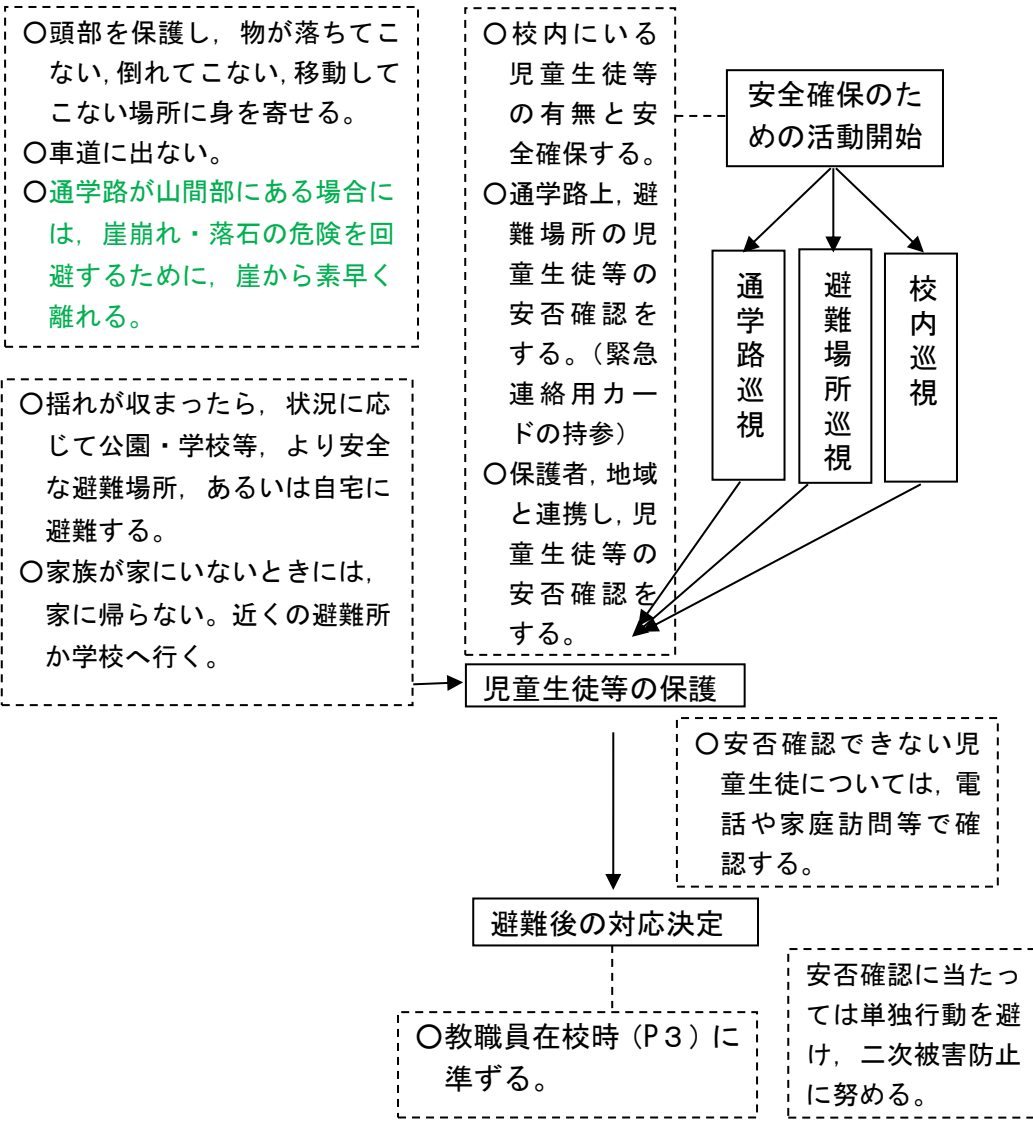 〇頭部を保護し，物が落ちてこ
ない,倒れてこない,移動して
こない場所に身を寄せる。
〇車道に出ない。
〇通学路が山間部にある場合に
は，崖崩れ・落石の危険を回
避するために，崖から素早く
離れる。
〇揺れが収まったら，状況に応
じて公園・学校等，より安全
な避難場所，あるいは自宅に
避難する。
〇家族が家にいないときには，
家に帰らない。近くの避難所
か学校へ行く。
〇校内にいる
児童生徒等
の有無と安
全確保する。
〇通学路上，避
難場所の児
童生徒等の
安否確認を
する。（緊急
連絡用カー
ドの持参）
〇保護者,地域
と連携し,児
童生徒等の
安否確認を
する。
安全確保のた
めの活動開始
通学路巡視
避難場所巡視
校内巡視
児童生徒等の保護
〇安否確認できない児
童生徒については,電
話や家庭訪問等で確
認する。
避難後の対応決定
〇教職員在校時（P３）に
準ずる。
安否確認に当たっ
ては単独行動を避
け，二次被害防止
に努める。